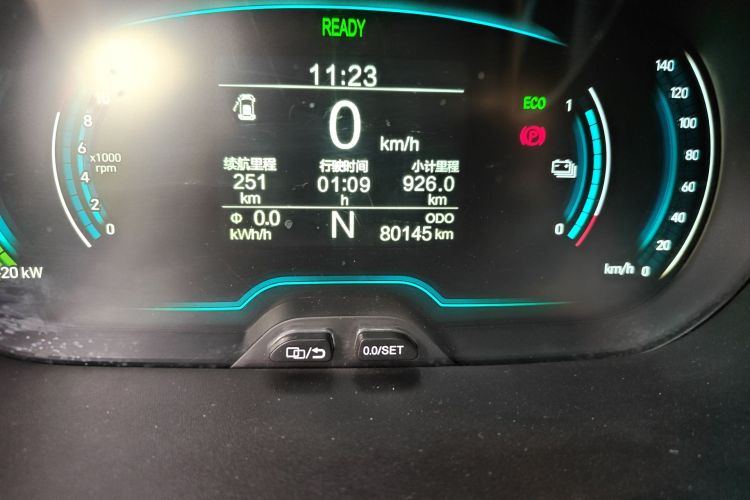 READY
11:23
0 km/h
续航里程 行驶时间 小计里程
251 01:09 926.0
km h km
Φ 0.0 N ODO
kWh/h 80145 km
10
8
6
x1000
rpm
4
2
0
-20 kW
ECO
P
1
0
140
120
100
80
60
40
20
km/h 0
0.0/SET